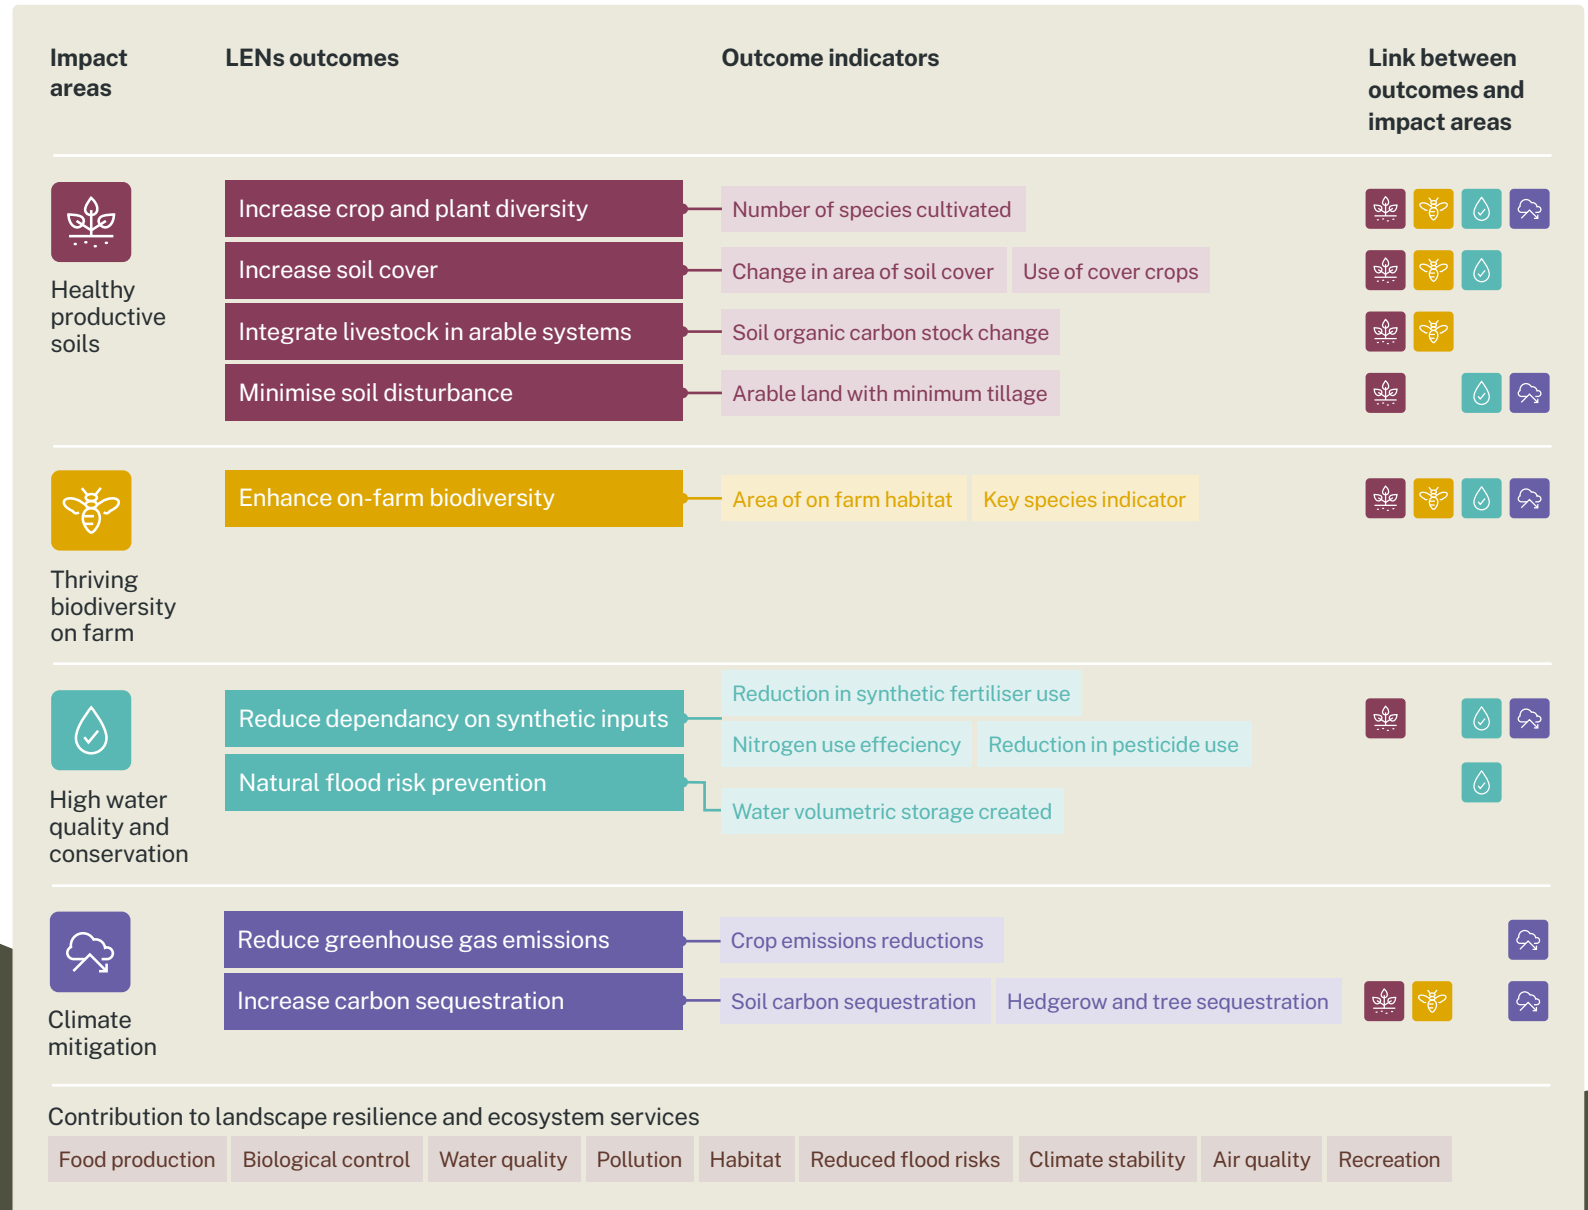 Impact
areas
LENs outcomes
Outcome indicators
Link between
outcomes and
impact areas
Healthy
productive
soils
Increase crop and plant diversity
Number of species cultivated
Increase soil cover
Change in area of soil cover
Use of cover crops
Integrate livestock in arable systems
Soil organic carbon stock change
Minimise soil disturbance
Arable land with minimum tillage
Thriving
biodiversity
on farm
Enhance on-farm biodiversity
Area of on farm habitat
Key species indicator
High water
quality and
conservation
Reduce dependancy on synthetic inputs
Reduction in synthetic fertiliser use
Nitrogen use effeciency
Reduction in pesticide use
Natural flood risk prevention
Water volumetric storage created
Climate
mitigation
Reduce greenhouse gas emissions
Crop emissions reductions
Increase carbon sequestration
Soil carbon sequestration
Hedgerow and tree sequestration
Contribution to landscape resilience and ecosystem services
Food production
Biological control
Water quality
Pollution
Habitat
Reduced flood risks
Climate stability
Air quality
Recreation